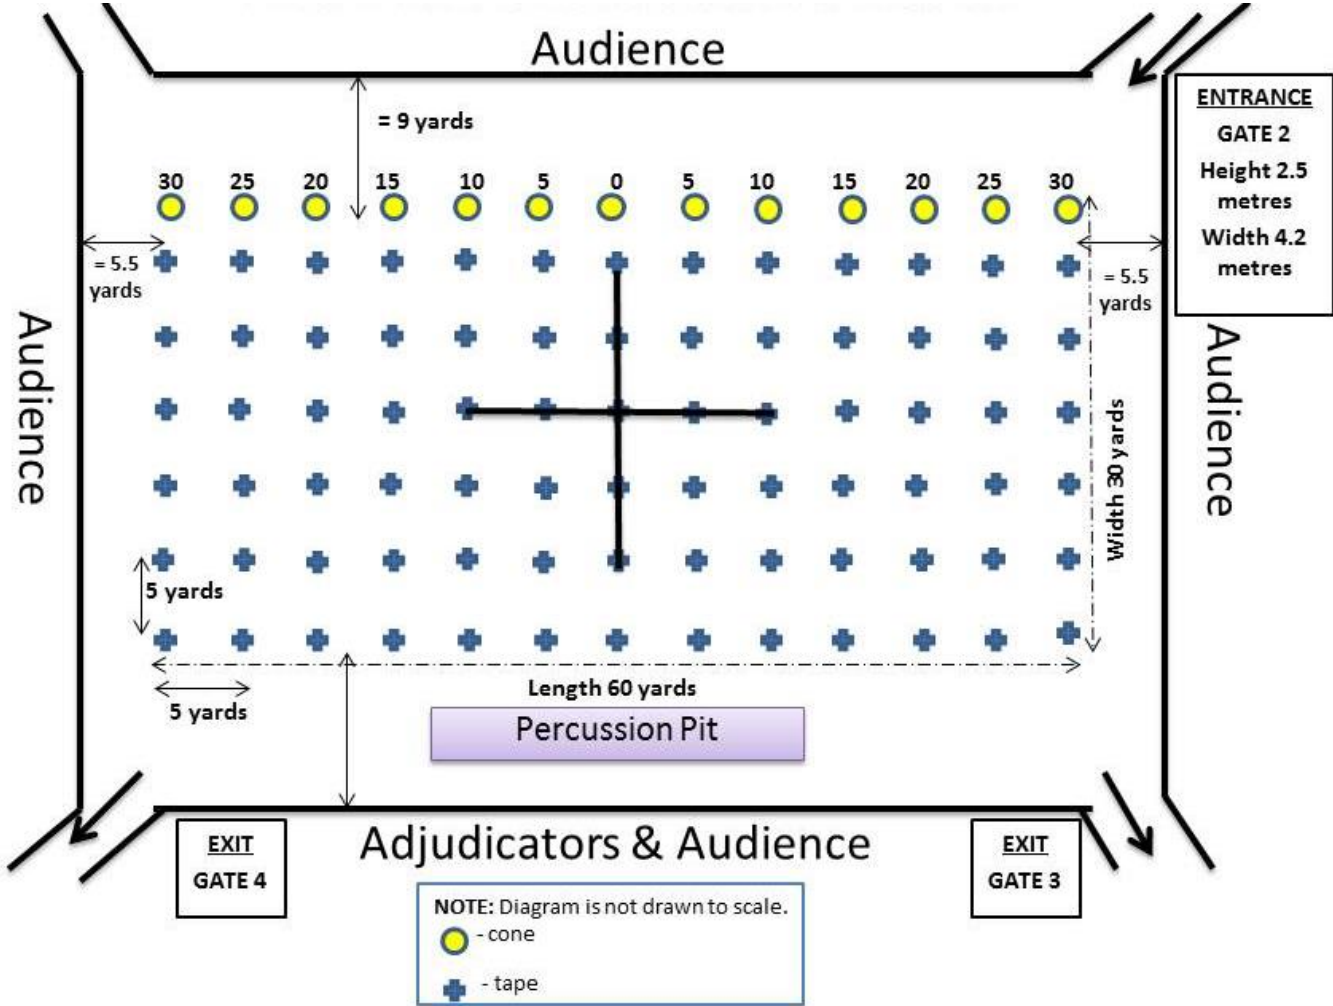 Audience
ENTRANCE
GATE 2
Height 2.5
metres
Width 4.2
metres
= 9 yards
30 25 20 15 10 5 0 5 10 15 20 25 30
= 5.5
yards
= 5.5
yards
Audience
Audience
Width 30 yards
5 yards
Length 60 yards
5 yards
Percussion Pit
EXIT
GATE 4
Adjudicators & Audience
EXIT
GATE 3
NOTE: Diagram is not drawn to scale.
- cone
- tape